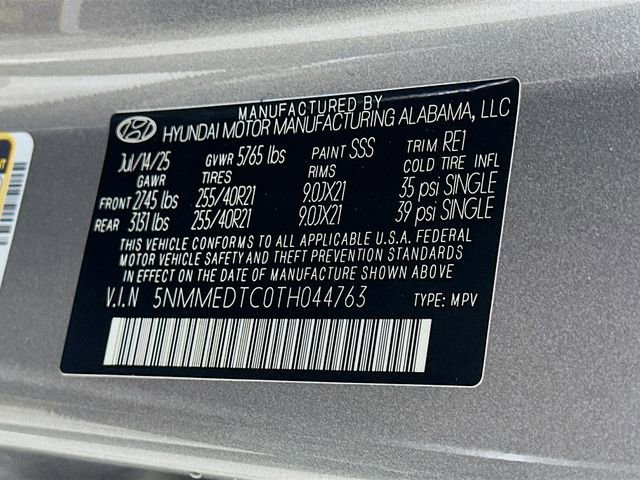 MANUFACTURED BY
HYUNDAI MOTOR MANUFACTURING ALABAMA, LLC
Jul/14/25 GVWR 5765 lbs PAINT SSS TRIM RE1
GAWR TIRES RIMS COLD TIRE INFL
FRONT 2745 lbs 255/40R21 9.0JX21 35 psi SINGLE
REAR 3131 lbs 255/40R21 9.0JX21 39 psi SINGLE
THIS VEHICLE CONFORMS TO ALL APPLICABLE U.S.A. FEDERAL
MOTOR VEHICLE SAFETY AND THEFT PREVENTION STANDARDS
IN EFFECT ON THE DATE OF MANUFACTURE SHOWN ABOVE
V.I.N 5NMMEDTC0TH044763 TYPE: MPV